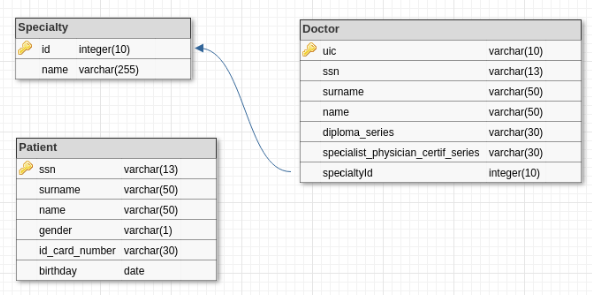 Specialty
id integer(10)
name varchar(255)
Doctor
uic varchar(10)
ssn varchar(13)
surname varchar(50)
name varchar(50)
diploma_series varchar(30)
specialist_physician_certif_series varchar(30)
specialtyId integer(10)
Patient
ssn varchar(13)
surname varchar(50)
name varchar(50)
gender varchar(1)
id_card_number varchar(30)
birthday date